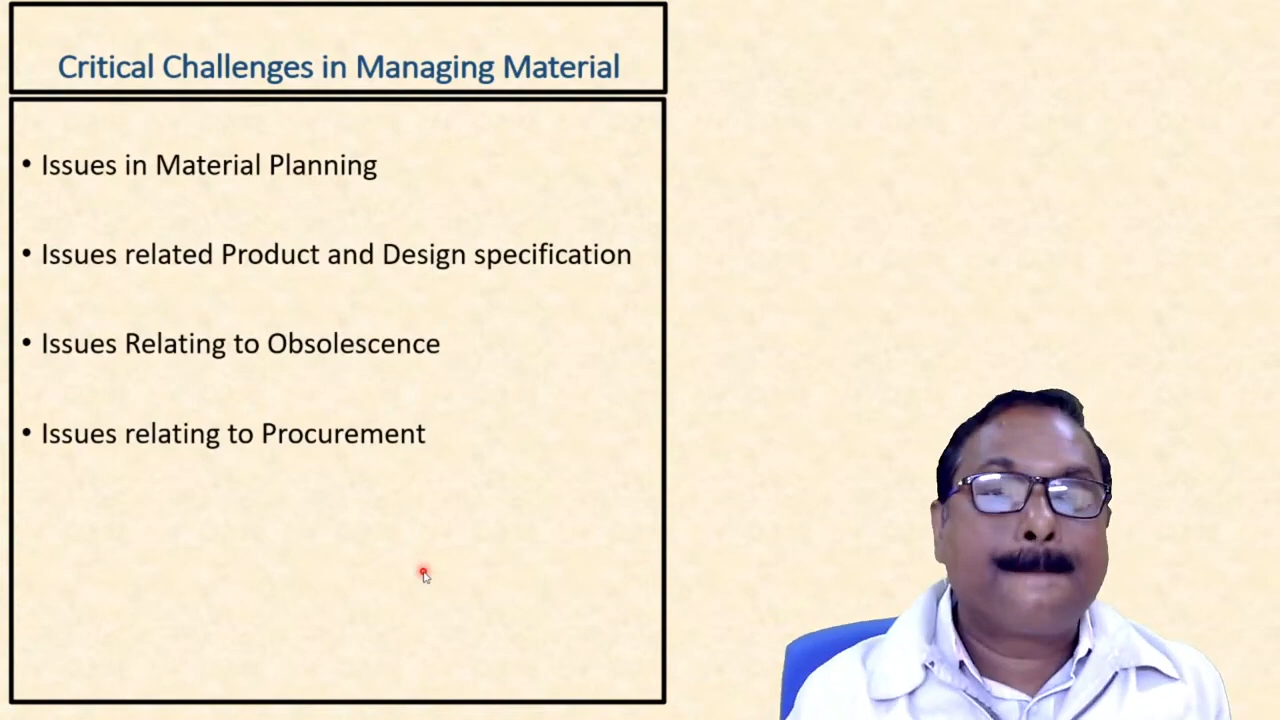 Critical Challenges in Managing Material
• Issues in Material Planning
• Issues related Product and Design specification
• Issues Relating to Obsolescence
• Issues relating to Procurement